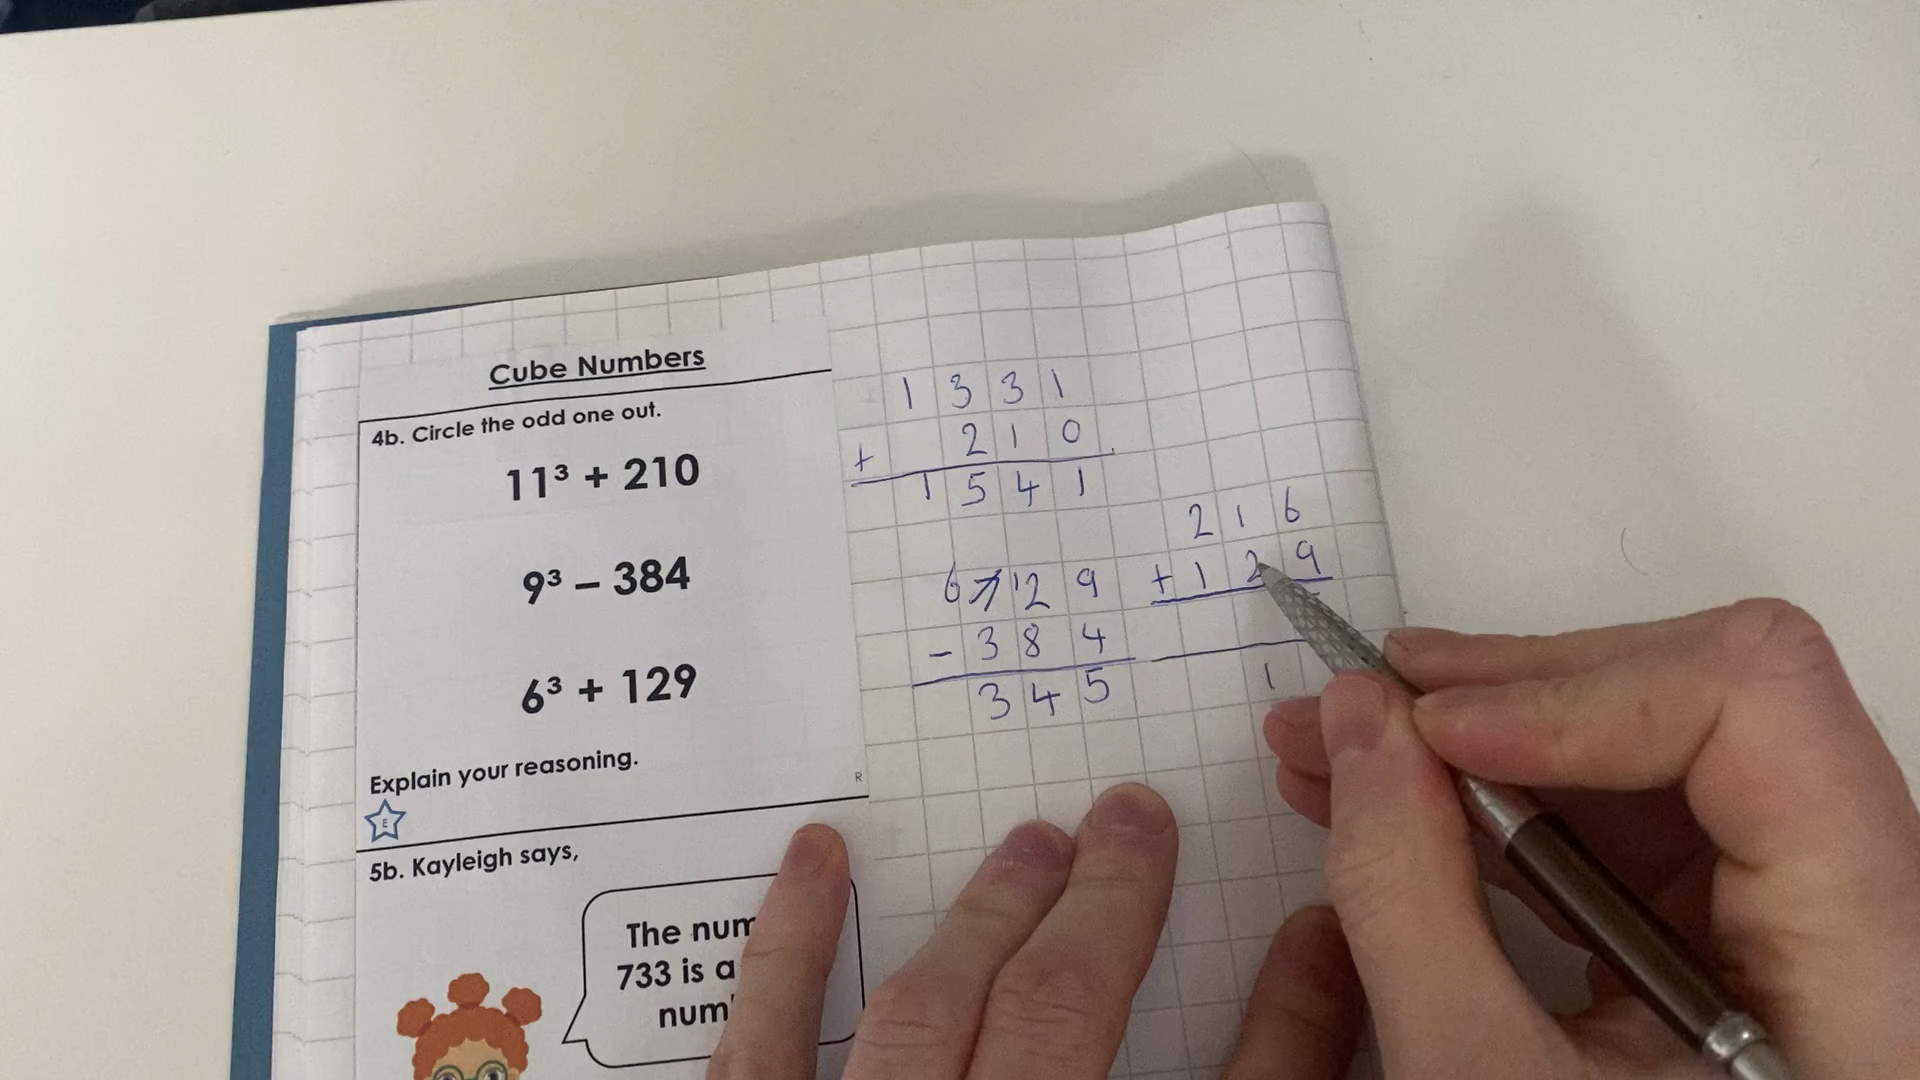 Cube Numbers
4b. Circle the odd one out.
11³ + 210
9³ – 384
6³ + 129
Explain your reasoning.
R
E
5b. Kayleigh says,
The num
733 is a
num
1 3 3 1
+ 2 1 0
1 5 4 1
6 7 12 9
- 3 8 4
3 4 5
2 1 6
+ 1 2 9
1